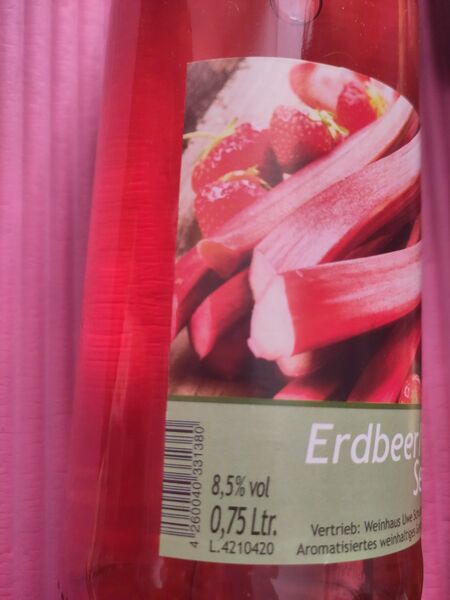 Erdbeer
4 260040 331380
8,5% vol
0,75 Ltr.
L.4210420
Vertrieb: Weinhaus Uwe
Aromatisiertes weinhaltiges